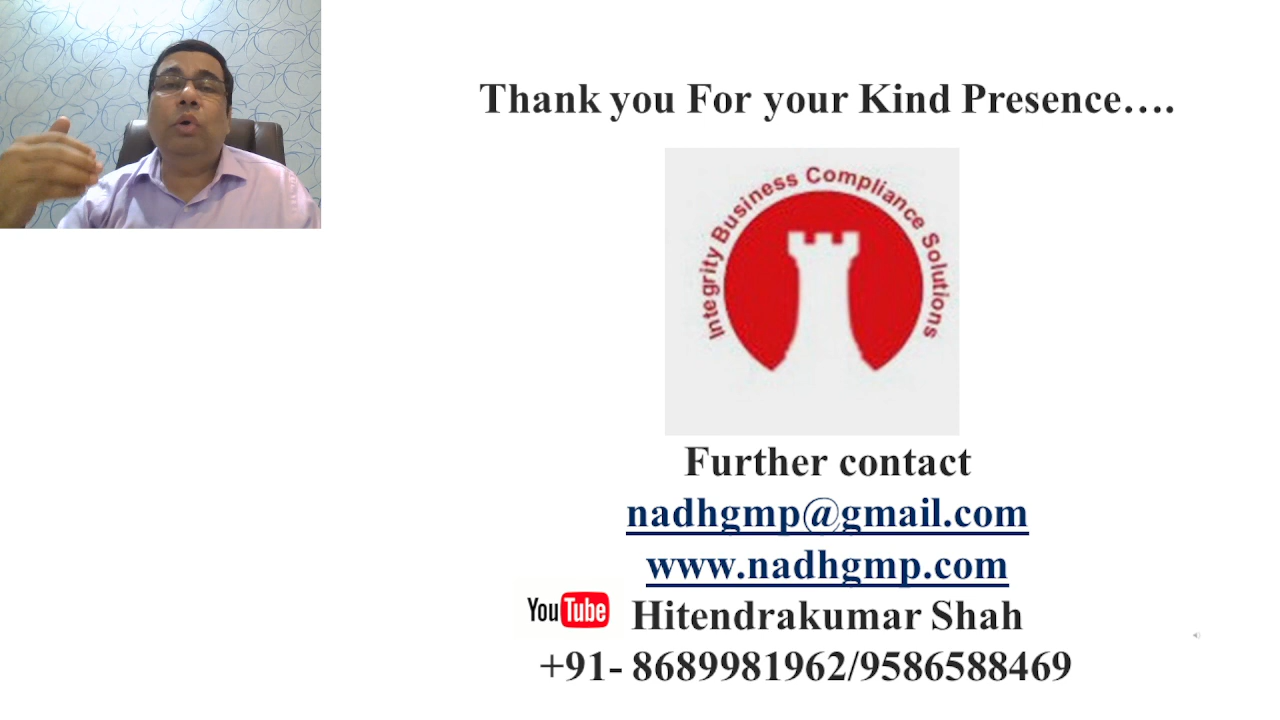 Thank you For your Kind Presence….
Integrity Business Compliance Solutions
Further contact
nadhgmp@gmail.com
www.nadhgmp.com
YouTube Hitendrakumar Shah
+91- 8689981962/9586588469